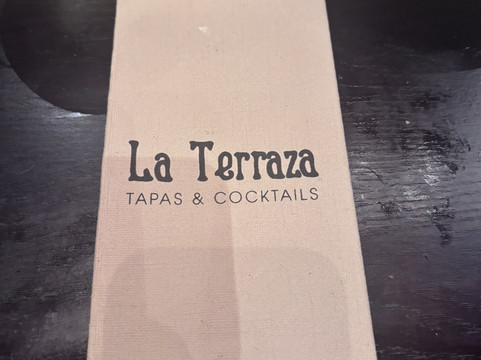 La Terraza
TAPAS & COCKTAILS